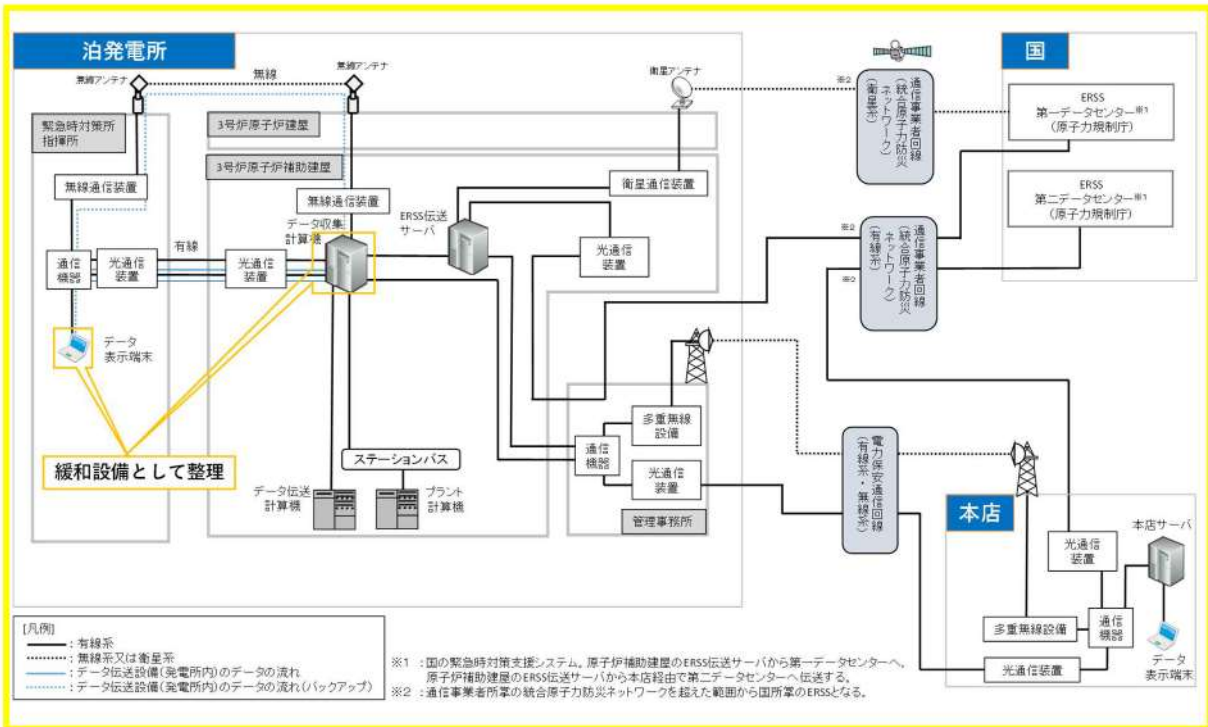 泊発電所
国
無線アンテナ
無線
無線アンテナ
衛星アンテナ
※2
通信事業者回線
(統合原子力防災
ネットワーク)
(衛星系)
ERSS
第一データセンター※1
(原子力規制庁)
緊急時対策所
指揮所
3号炉原子炉建屋
3号炉原子炉補助建屋
無線通信装置
無線通信装置
衛星通信装置
ERSS
第二データセンター※1
(原子力規制庁)
データ収集
計算機
ERSS伝送
サーバ
有線
通信
機器
光通信
装置
光通信
装置
光通信
装置
※2
※2
通信事業者回線
(統合原子力防災
ネットワーク)
(有線系)
データ
表示端末
緩和設備として整理
ステーションバス
データ伝送
計算機
プラント
計算機
多重無線
設備
通信
機器
光通信
装置
管理事務所
電力保安通信回線
(有線系・無線系)
本店
本店サーバ
光通信
装置
多重無線設備
通信
機器
光通信装置
データ
表示端末
[凡例]
:有線系
:無線系又は衛星系
:データ伝送設備(発電所内)のデータの流れ
:データ伝送設備(発電所内)のデータの流れ(バックアップ)
※1 :国の緊急時対策支援システム。原子炉補助建屋のERSS伝送サーバから第一データセンターへ、
原子炉補助建屋のERSS伝送サーバから本店経由で第二データセンターへ伝送する。
※2 :通信事業者所掌の統合原子力防災ネットワークを超えた範囲から国所掌のERSSとなる。